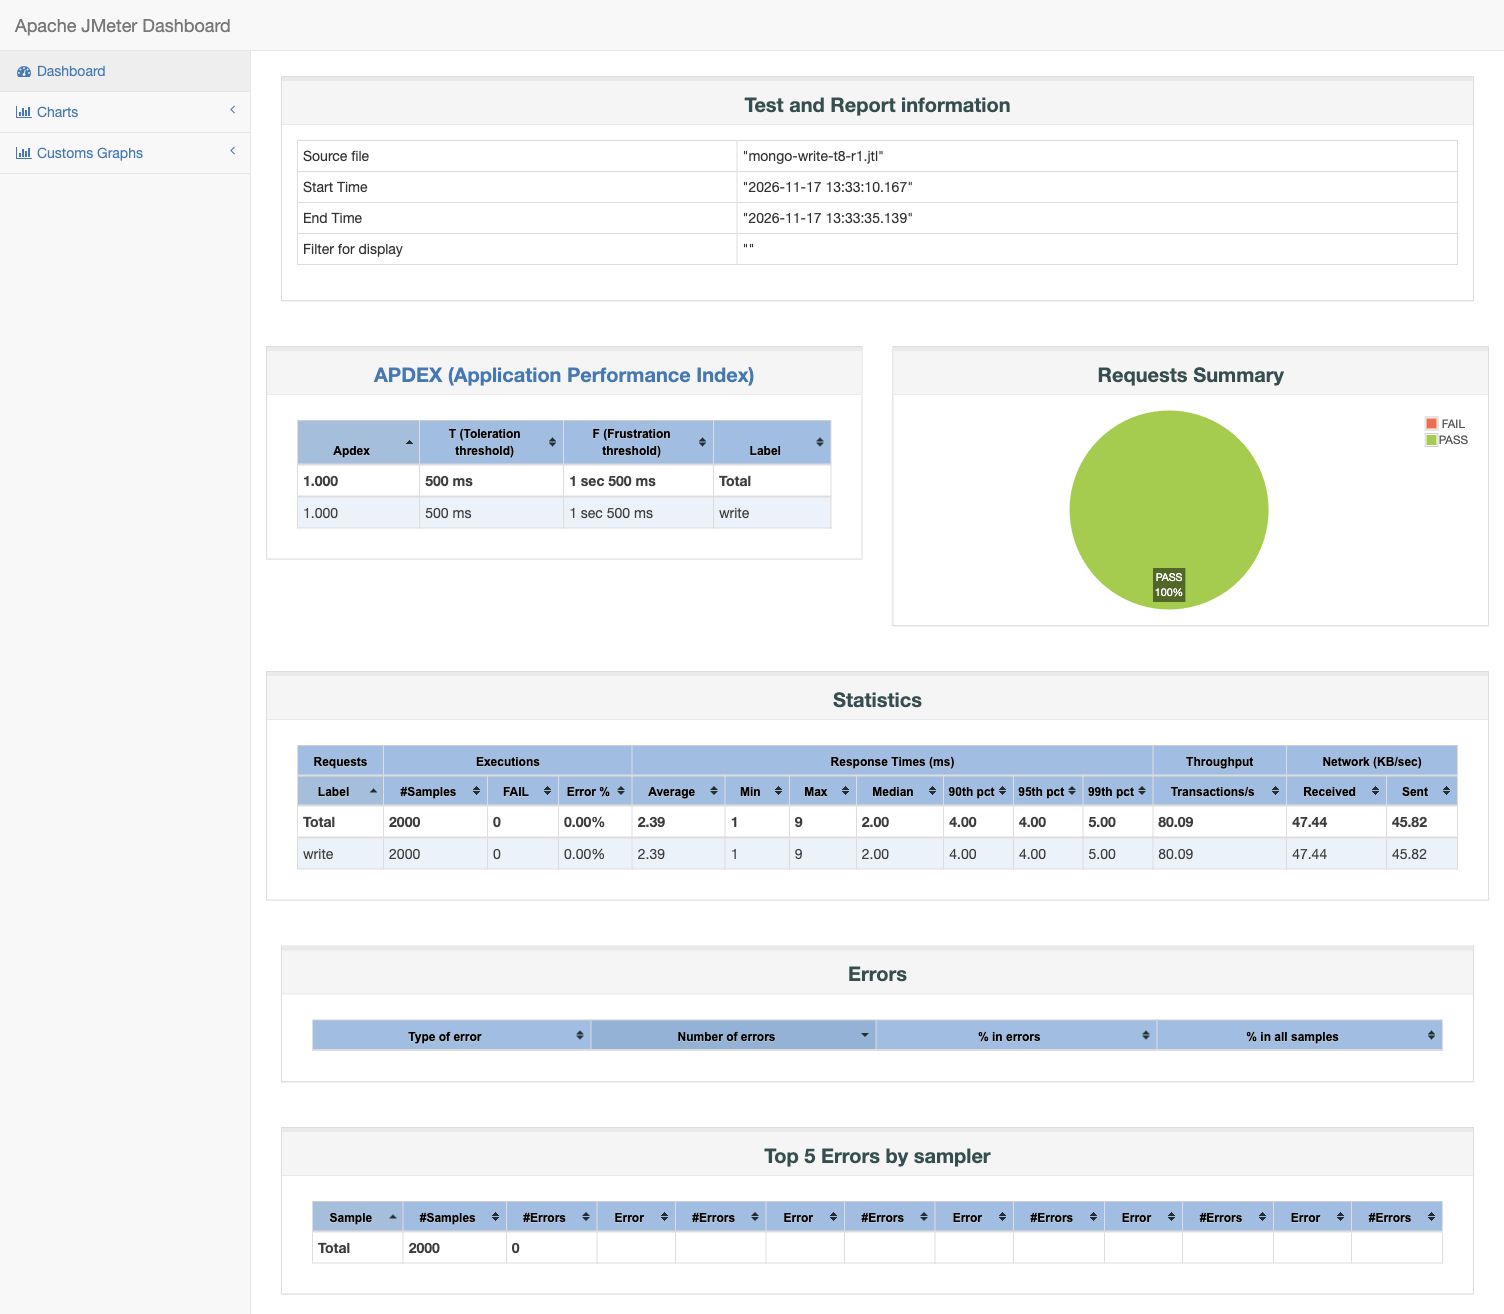 Apache JMeter Dashboard
Dashboard
Charts
Customs Graphs
Test and Report information
Source file "mongo-write-t8-r1.jtl"
Start Time "2026-11-17 13:33:10.167"
End Time "2026-11-17 13:33:35.139"
Filter for display ""
APDEX (Application Performance Index)
Apdex T (Toleration threshold) F (Frustration threshold) Label
1.000 500 ms 1 sec 500 ms Total
1.000 500 ms 1 sec 500 ms write
Requests Summary
FAIL
PASS
PASS
100%
Statistics
Requests Executions Response Times (ms) Throughput Network (KB/sec)
Label #Samples FAIL Error % Average Min Max Median 90th pct 95th pct 99th pct Transactions/s Received Sent
Total 2000 0 0.00% 2.39 1 9 2.00 4.00 4.00 5.00 80.09 47.44 45.82
write 2000 0 0.00% 2.39 1 9 2.00 4.00 4.00 5.00 80.09 47.44 45.82
Errors
Type of error Number of errors % in errors % in all samples
Top 5 Errors by sampler
Sample #Samples #Errors Error #Errors Error #Errors Error #Errors Error #Errors Error #Errors
Total 2000 0